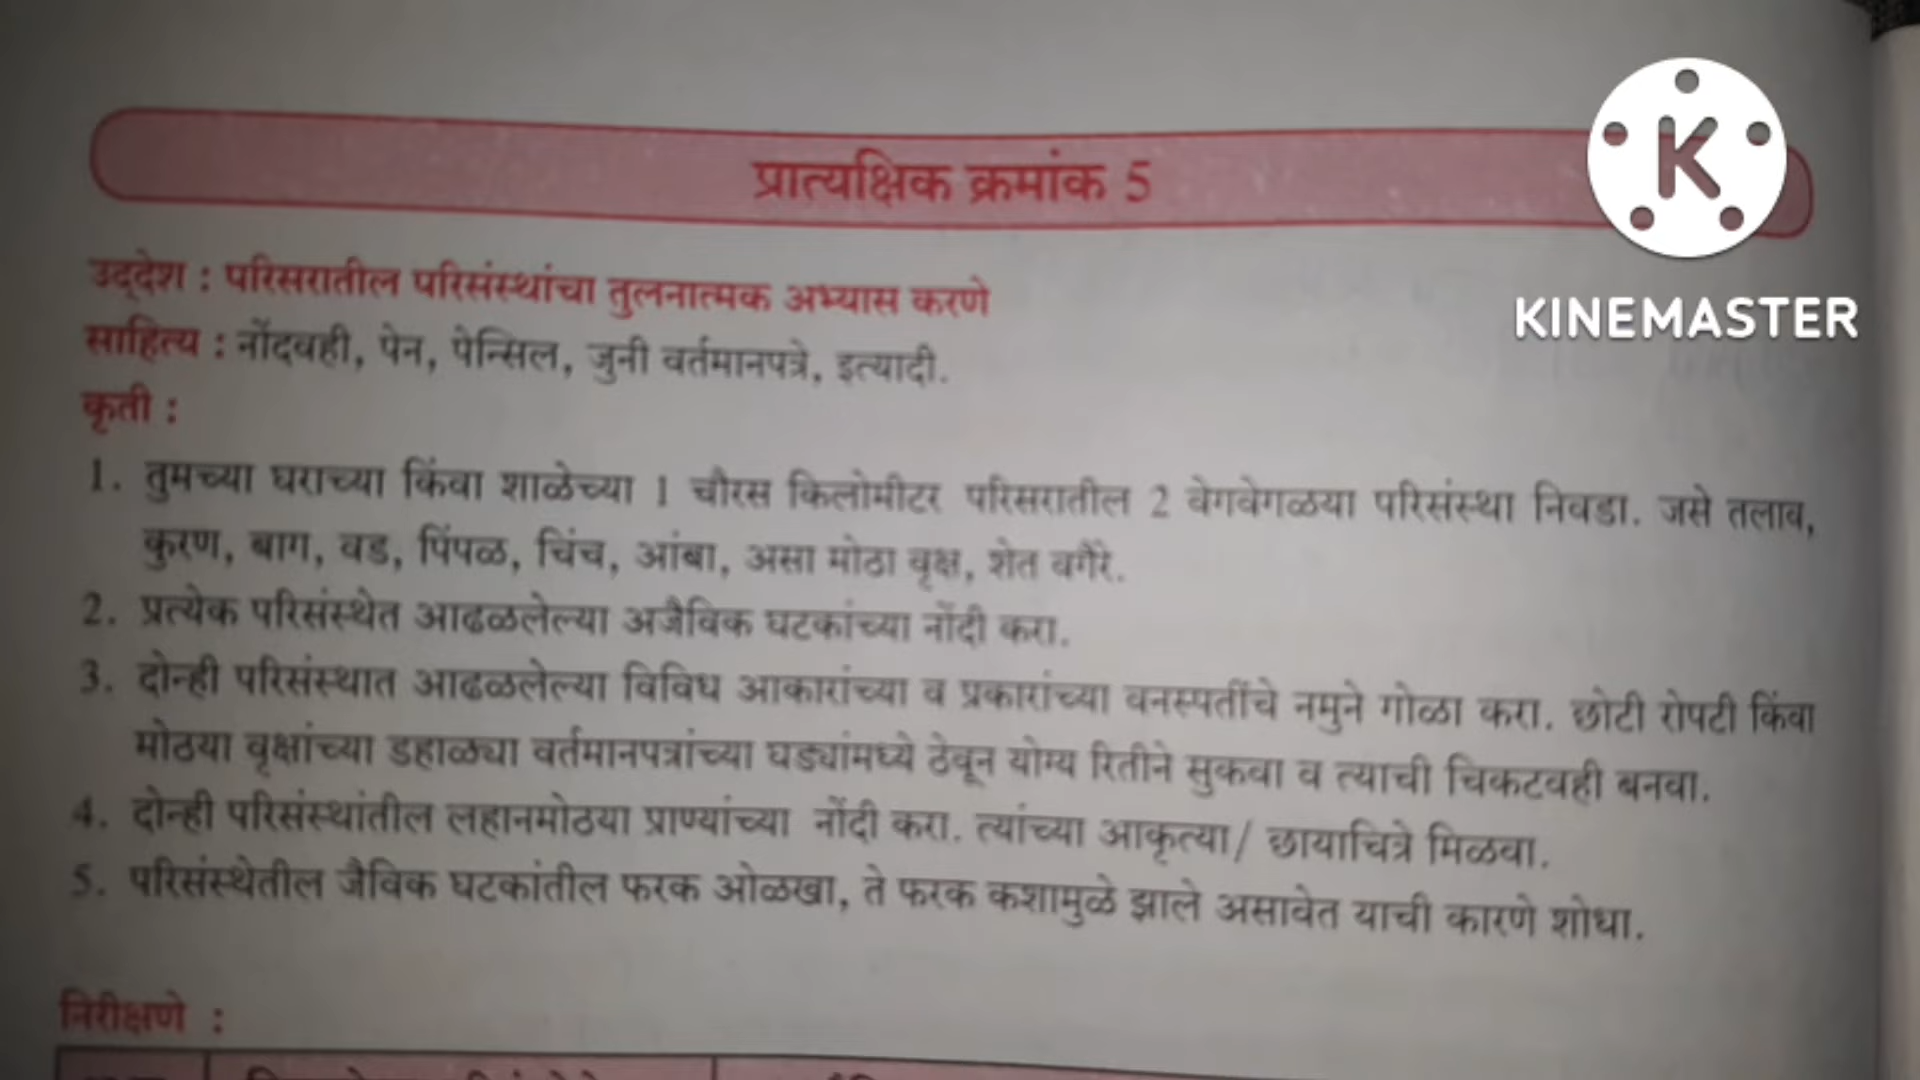 प्रात्यक्षिक क्रमांक 5
K
KINEMASTER
उद्‌देश : परिसरातील परिसंस्थांचा तुलनात्मक अभ्यास करणे
साहित्य : नोंदवही, पेन, पेन्सिल, जुनी वर्तमानपत्रे, इत्यादी.
कृती :
1. तुमच्या घराच्या किंवा शाळेच्या 1 चौरस किलोमीटर परिसरातील 2 वेगवेगळया परिसंस्था निवडा. जसे तलाव,
कुरण, बाग, वड, पिंपळ, चिंच, आंबा, असा मोठा वृक्ष, शेत वगैरे.
2. प्रत्येक परिसंस्थेत आढळलेल्या अजैविक घटकांच्या नोंदी करा.
3. दोन्ही परिसंस्थात आढळलेल्या विविध आकारांच्या व प्रकारांच्या वनस्पतींचे नमुने गोळा करा. छोटी रोपटी किंवा
मोठया वृक्षांच्या डहाळ्या वर्तमानपत्रांच्या घड्यांमध्ये ठेवून योग्य रितीने सुकवा व त्याची चिकटवही बनवा.
4. दोन्ही परिसंस्थांतील लहानमोठया प्राण्यांच्या नोंदी करा. त्यांच्या आकृत्या/ छायाचित्रे मिळवा.
5. परिसंस्थेतील जैविक घटकांतील फरक ओळखा, ते फरक कशामुळे झाले असावेत याची कारणे शोधा.
निरीक्षणे :